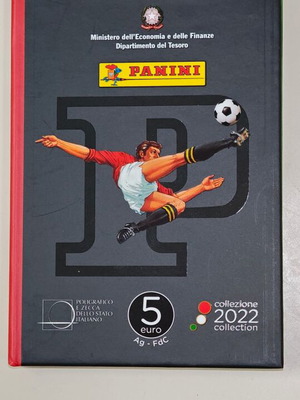 Ministero dell'Economia e delle Finanze
Dipartimento del Tesoro
PANINI
P
POLIGRAFICO
E ZECCA
DELLO STATO
ITALIANO
5
euro
Ag - FdC
collezione
2022
collection